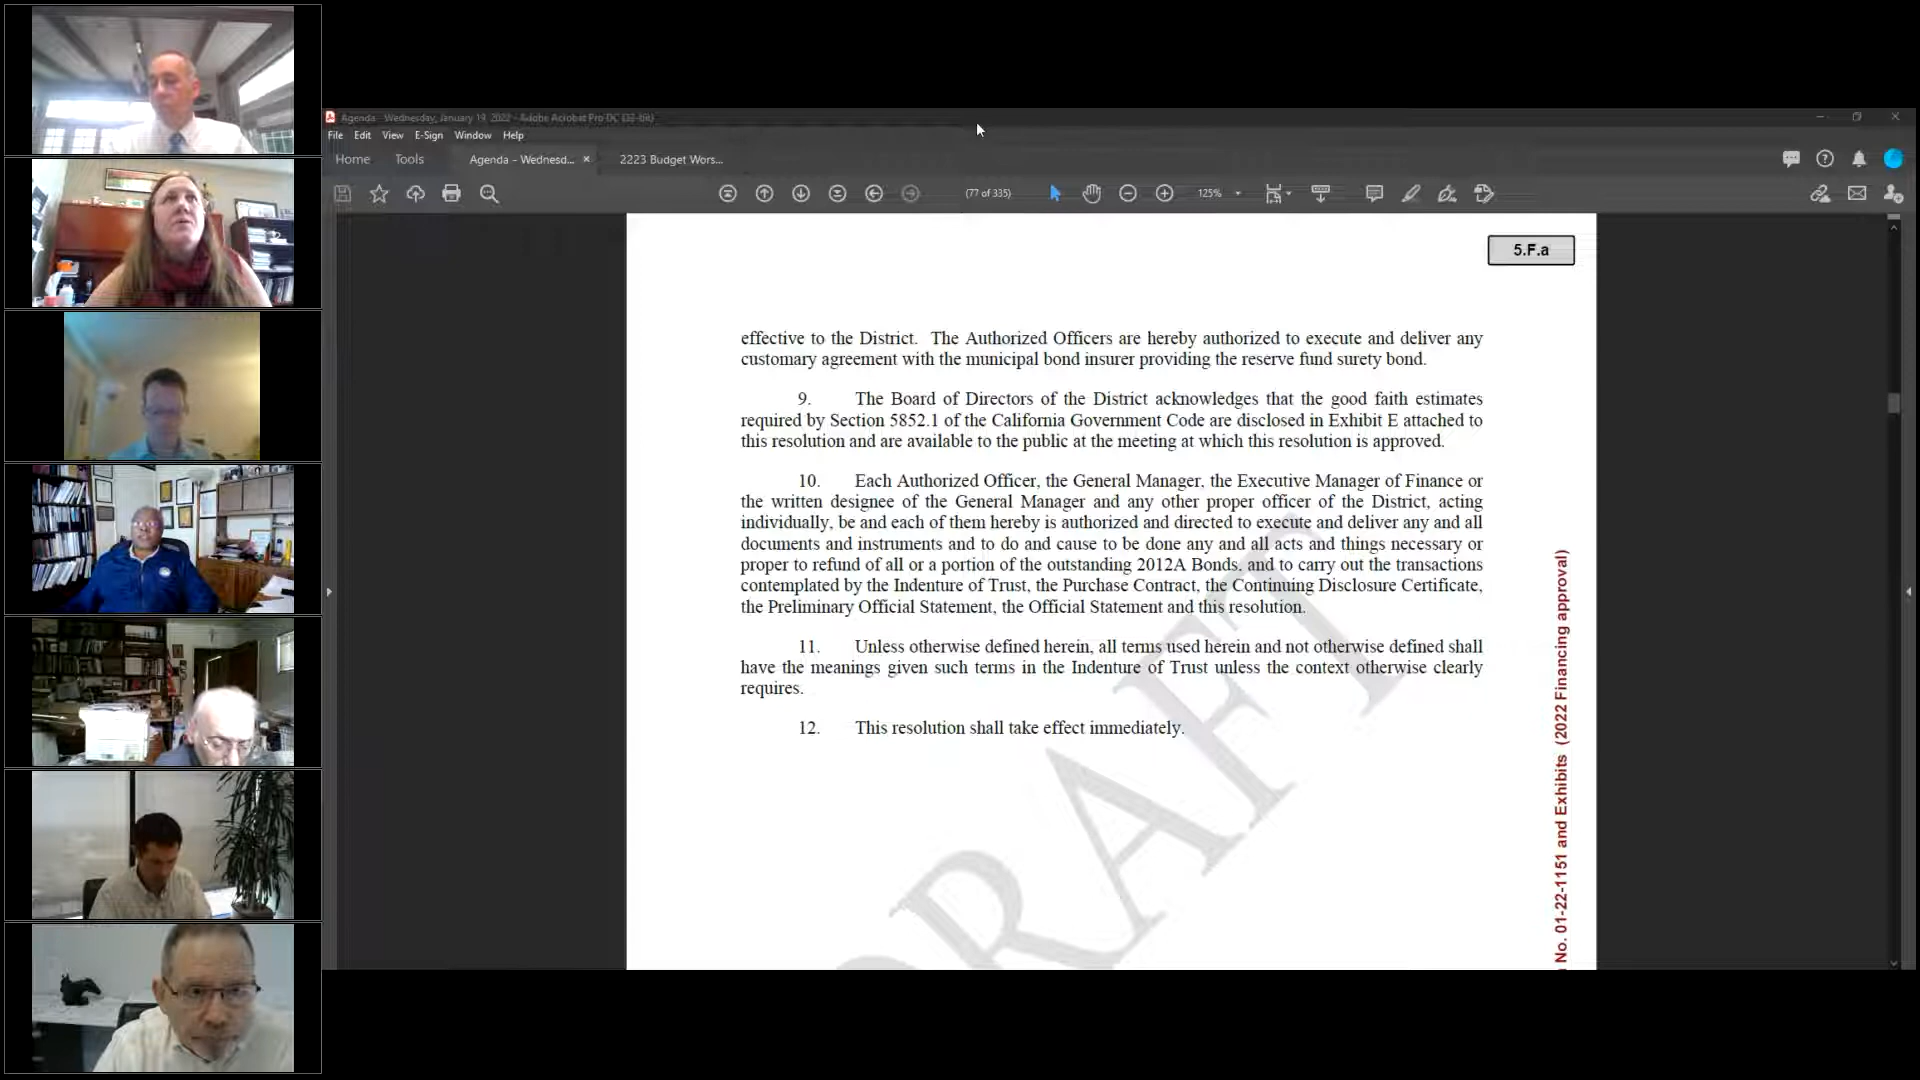 Agenda - Wednesday, January 19, 2022 - Adobe Acrobat Pro DC (32-bit)
File Edit View E-Sign Window Help
Home Tools Agenda - Wednesd... × 2223 Budget Wors...
(77 of 335) 125%
5.F.a
effective to the District. The Authorized Officers are hereby authorized to execute and deliver any
customary agreement with the municipal bond insurer providing the reserve fund surety bond.
9. The Board of Directors of the District acknowledges that the good faith estimates
required by Section 5852.1 of the California Government Code are disclosed in Exhibit E attached to
this resolution and are available to the public at the meeting at which this resolution is approved.
10. Each Authorized Officer, the General Manager, the Executive Manager of Finance or
the written designee of the General Manager and any other proper officer of the District, acting
individually, be and each of them hereby is authorized and directed to execute and deliver any and all
documents and instruments and to do and cause to be done any and all acts and things necessary or
proper to refund of all or a portion of the outstanding 2012A Bonds. and to carry out the transactions
contemplated by the Indenture of Trust, the Purchase Contract, the Continuing Disclosure Certificate,
the Preliminary Official Statement, the Official Statement and this resolution.
11. Unless otherwise defined herein, all terms used herein and not otherwise defined shall
have the meanings given such terms in the Indenture of Trust unless the context otherwise clearly
requires.
12. This resolution shall take effect immediately.
DRAFT
No. 01-22-1151 and Exhibits (2022 Financing approval)